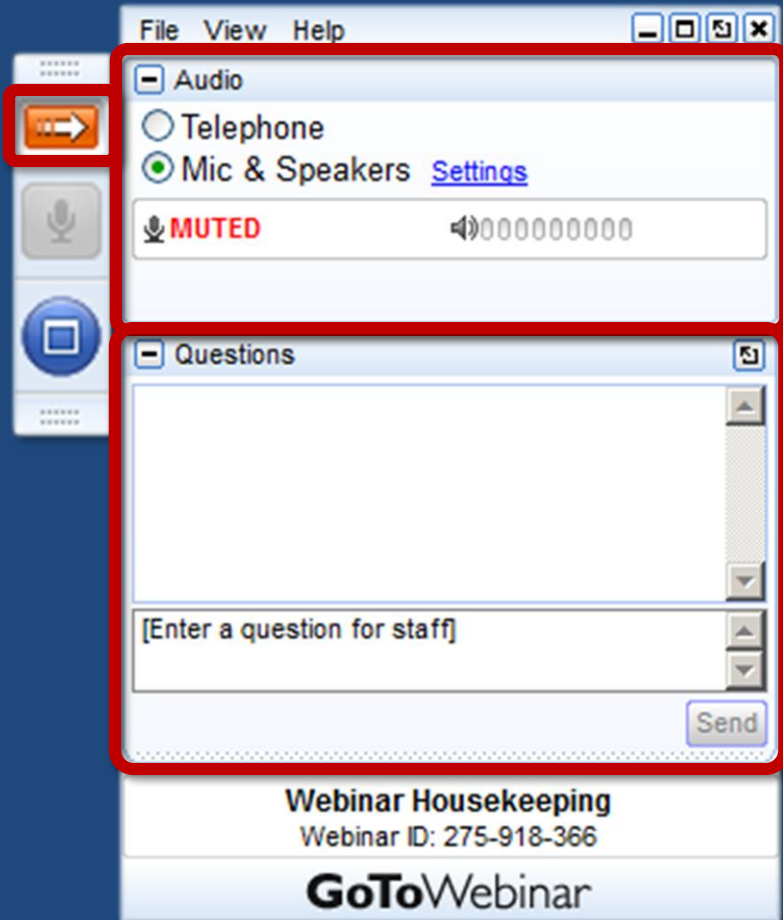 File View Help
Audio
Telephone
Mic & Speakers Settings
MUTED
Questions
[Enter a question for staff]
Send
Webinar Housekeeping
Webinar ID: 275-918-366
GoToWebinar